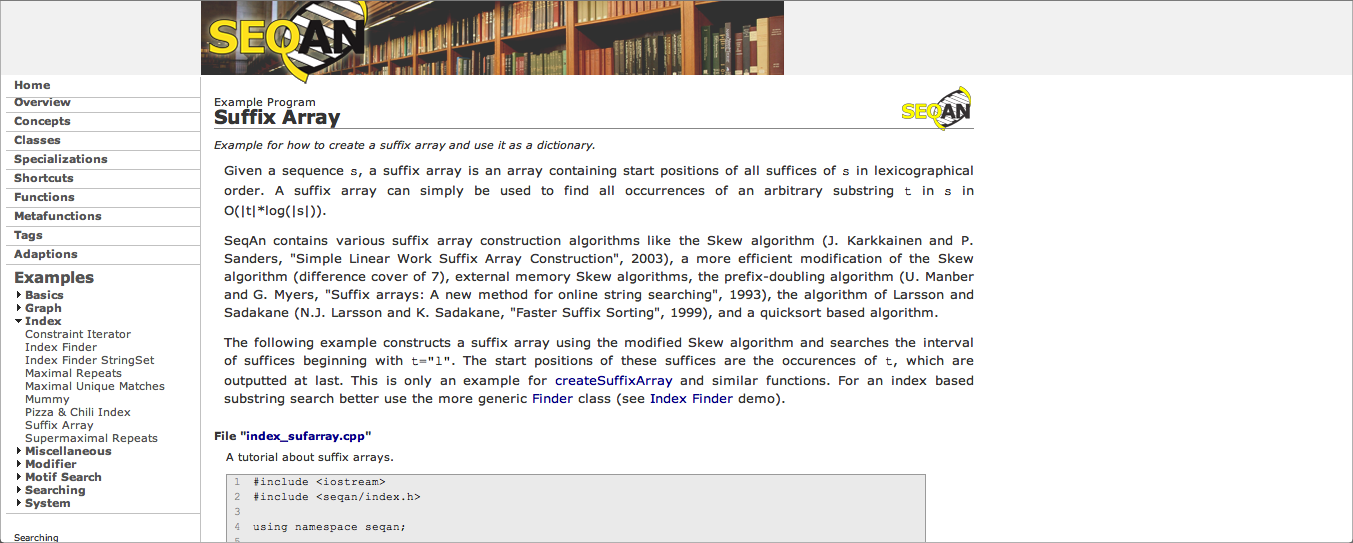 SEQAN
Home
Overview
Concepts
Classes
Specializations
Shortcuts
Functions
Metafunctions
Tags
Adaptions
Examples
Basics
Graph
Index
Constraint Iterator
Index Finder
Index Finder StringSet
Maximal Repeats
Maximal Unique Matches
Mummy
Pizza & Chili Index
Suffix Array
Supermaximal Repeats
Miscellaneous
Modifier
Motif Search
Searching
System
Searching
Example Program
Suffix Array
SEQAN
Example for how to create a suffix array and use it as a dictionary.
Given a sequence s, a suffix array is an array containing start positions of all suffices of s in lexicographical
order. A suffix array can simply be used to find all occurrences of an arbitrary substring t in s in
O(|t|*log(|s|)).
SeqAn contains various suffix array construction algorithms like the Skew algorithm (J. Karkkainen and P.
Sanders, "Simple Linear Work Suffix Array Construction", 2003), a more efficient modification of the Skew
algorithm (difference cover of 7), external memory Skew algorithms, the prefix-doubling algorithm (U. Manber
and G. Myers, "Suffix arrays: A new method for online string searching", 1993), the algorithm of Larsson and
Sadakane (N.J. Larsson and K. Sadakane, "Faster Suffix Sorting", 1999), and a quicksort based algorithm.
The following example constructs a suffix array using the modified Skew algorithm and searches the interval
of suffices beginning with t="l". The start positions of these suffices are the occurences of t, which are
outputted at last. This is only an example for createSuffixArray and similar functions. For an index based
substring search better use the more generic Finder class (see Index Finder demo).
File "index_sufarray.cpp"
A tutorial about suffix arrays.
1 #include <iostream>
2 #include <seqan/index.h>
3
4 using namespace seqan;
5